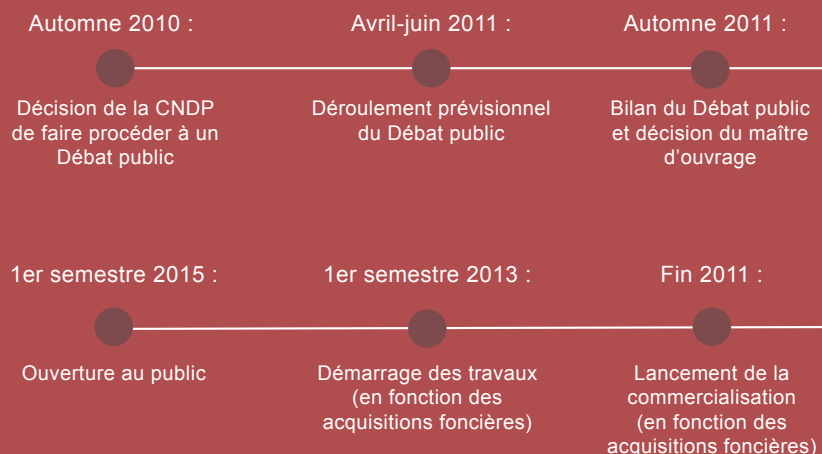 Automne 2010 :
Décision de la CNDP
de faire procéder à un
Débat public
Avril-juin 2011 :
Déroulement prévisionnel
du Débat public
Automne 2011 :
Bilan du Débat public
et décision du maître
d'ouvrage
1er semestre 2015 :
Ouverture au public
1er semestre 2013 :
Démarrage des travaux
(en fonction des
acquisitions foncières)
Fin 2011 :
Lancement de la
commercialisation
(en fonction des
acquisitions foncières)